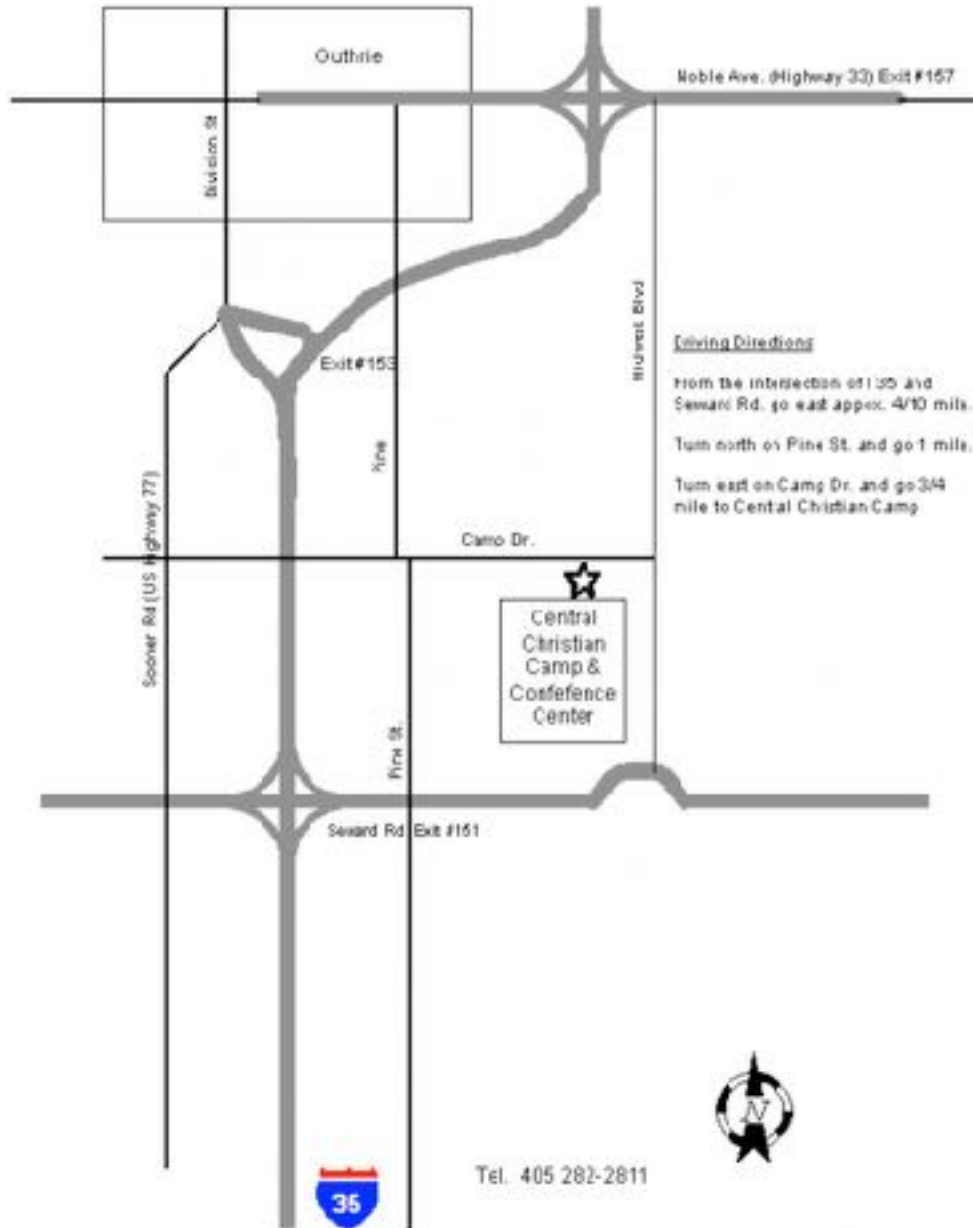 Guthrie
Noble Ave. (Highway 33) Exit #157
Division St
Midwest Blvd
Exit #153
Driving Directions
From the intersection of I 35 and
Seward Rd. go east appox. 4/10 mile.
Turn north on Pine St. and go 1 mile.
Turn east on Camp Dr. and go 3/4
mile to Central Christian Camp
Pine
Sooner Rd (US Highway 77)
Camp Dr.
Central
Christian
Camp &
Confefence
Center
Pine St.
Seward Rd. Exit #151
N
Tel. 405 282-2811
35